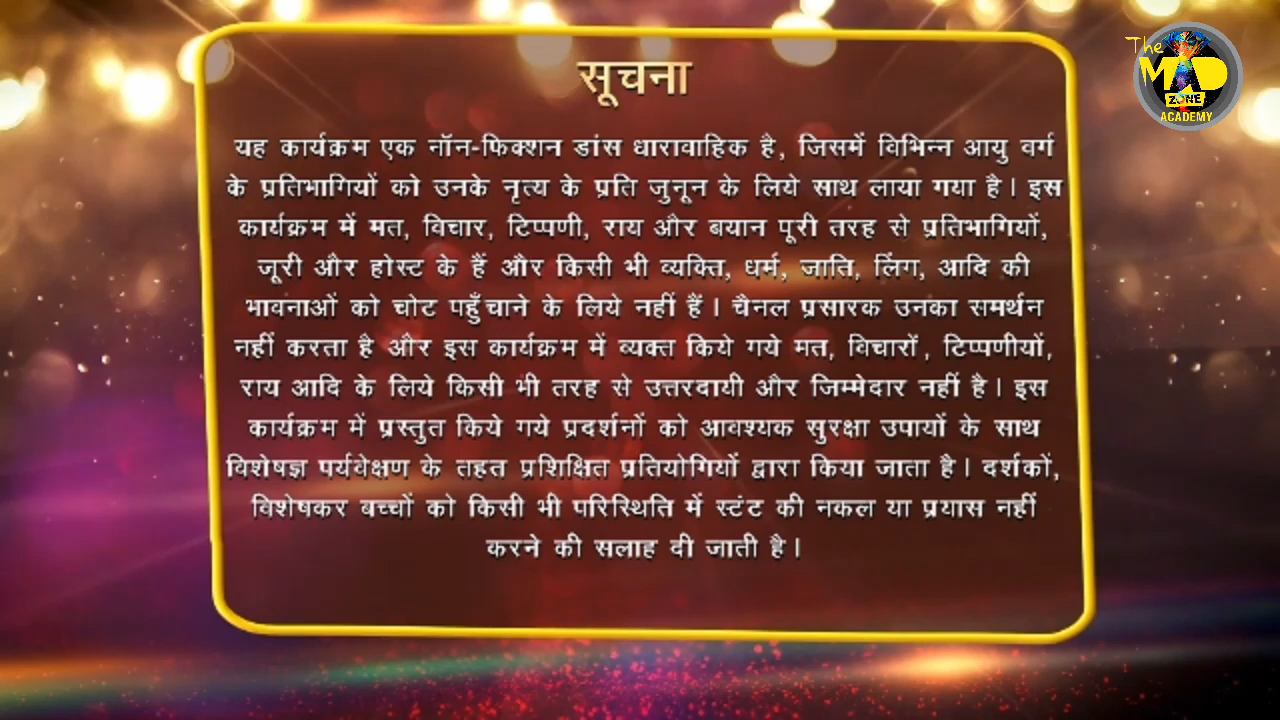 सूचना
यह कार्यक्रम एक नॉन-फिक्शन डांस धारावाहिक है, जिसमें विभिन्न आयु वर्ग
के प्रतिभागियों को उनके नृत्य के प्रति जुनून के लिये साथ लाया गया है। इस
कार्यक्रम में मत, विचार, टिप्पणी, राय और बयान पूरी तरह से प्रतिभागियों,
जूरी और होस्ट के हैं और किसी भी व्यक्ति, धर्म, जाति, लिंग, आदि की
भावनाओं को चोट पहुँचाने के लिये नहीं हैं। चैनल प्रसारक उनका समर्थन
नहीं करता है और इस कार्यक्रम में व्यक्त किये गये मत, विचारों, टिप्पणीयों,
राय आदि के लिये किसी भी तरह से उत्तरदायी और जिम्मेदार नहीं है। इस
कार्यक्रम में प्रस्तुत किये गये प्रदर्शनों को आवश्यक सुरक्षा उपायों के साथ
विशेषज्ञ पर्यवेक्षण के तहत प्रशिक्षित प्रतियोगियों द्वारा किया जाता है। दर्शकों,
विशेषकर बच्चों को किसी भी परिस्थिति में स्टंट की नकल या प्रयास नहीं
करने की सलाह दी जाती है।
The
MAD
ZONE
ACADEMY